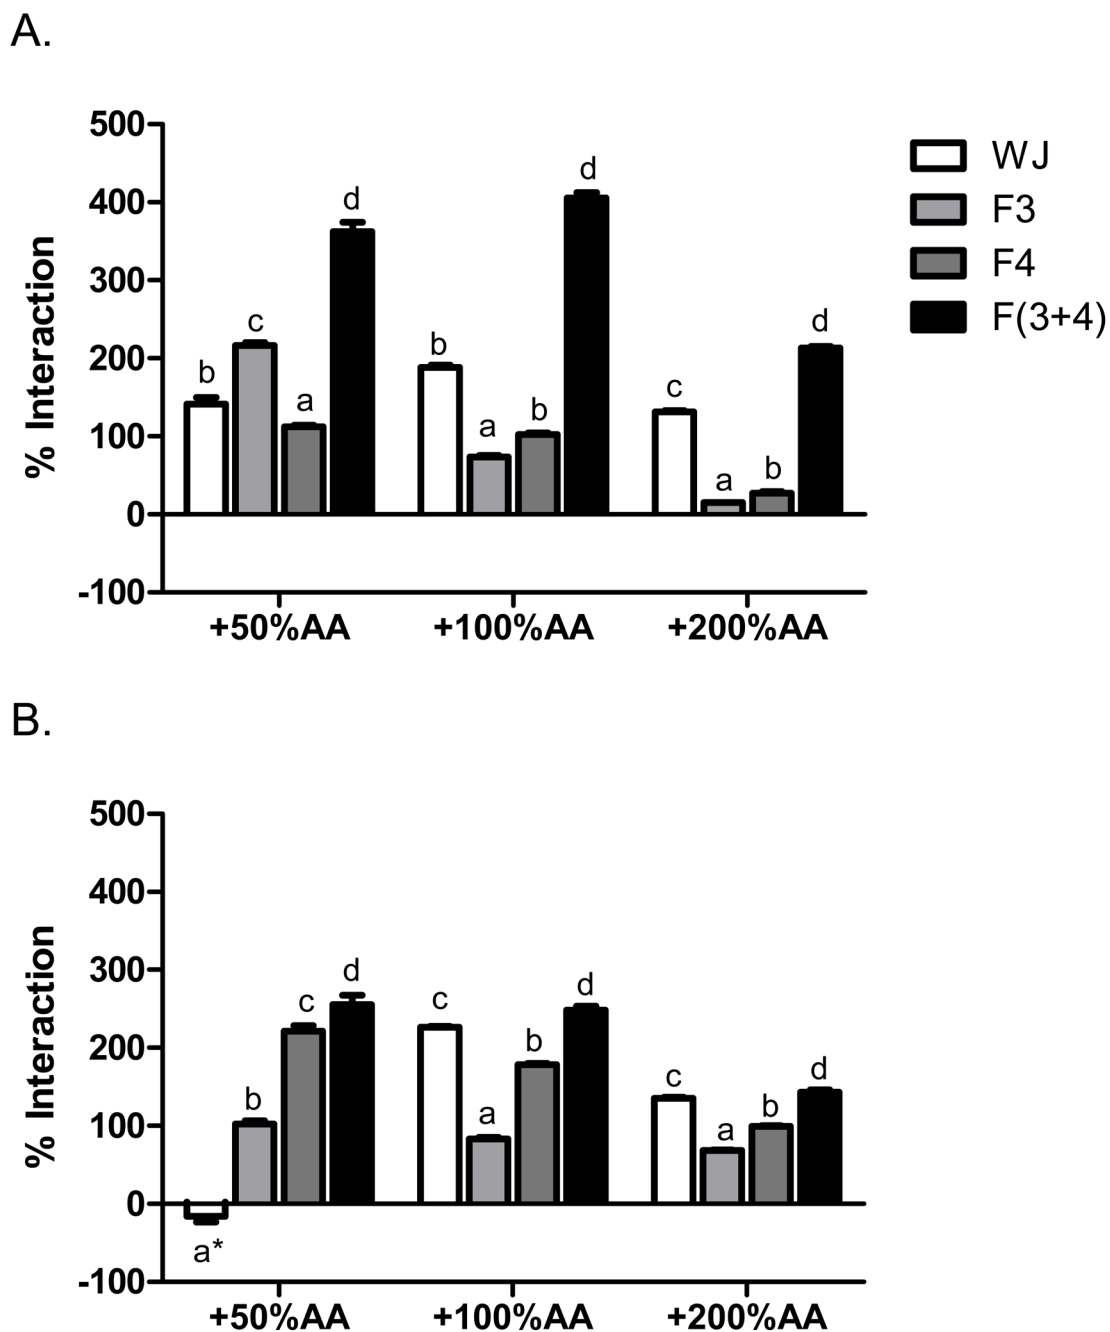 A.
500
400
300
200
100
0
-100
% Interaction
b
c
a
d
b
a
b
d
c
a
b
d
+50%AA
+100%AA
+200%AA
WJ
F3
F4
F(3+4)
B.
500
400
300
200
100
0
-100
% Interaction
a*
b
c
d
c
a
b
d
c
a
b
d
+50%AA
+100%AA
+200%AA